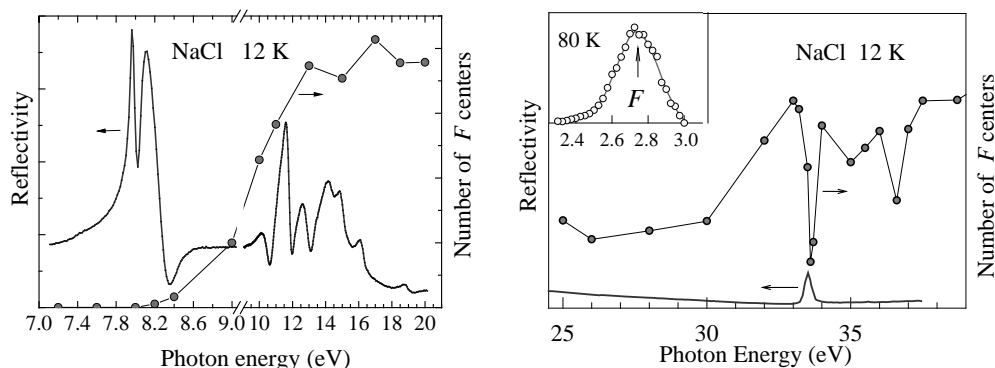 NaCl 12 K
Reflectivity
Number of F centers
7.0 7.4 7.8 8.2 8.6 9.0 10 12 14 16 18 20
Photon energy (eV)
80 K
F
2.4 2.6 2.8 3.0
NaCl 12 K
Reflectivity
Number of F centers
25 30 35
Photon Energy (eV)